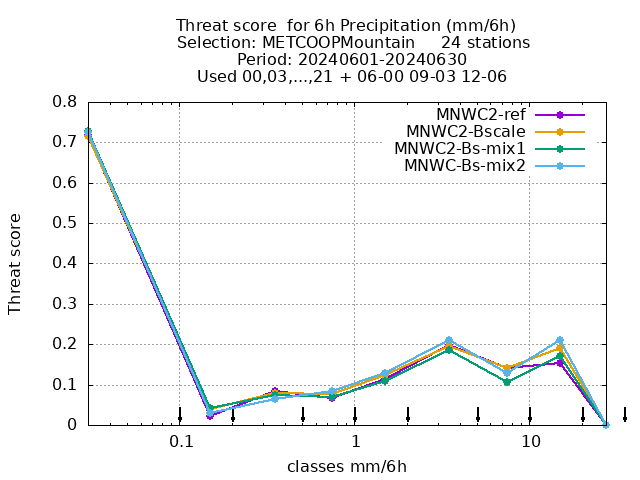 Threat score  for 6h Precipitation (mm/6h)
Selection: METCOOPMountain     24 stations
Period: 20240601-20240630
Used 00,03,...,21 + 06-00 09-03 12-06
MNWC2-ref
MNWC2-Bscale
MNWC2-Bs-mix1
MNWC-Bs-mix2
0.8
0.7
0.6
0.5
0.4
0.3
0.2
0.1
0
Threat score
0.1 1 10
classes mm/6h